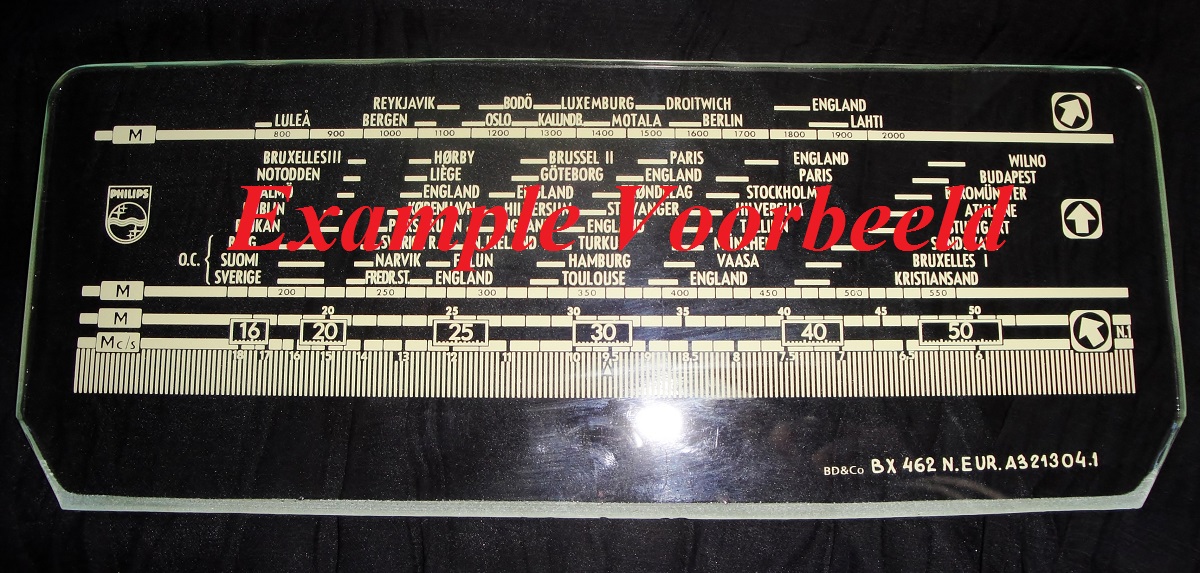 REYKJAVIK BODÖ LUXEMBURG DROITWICH ENGLAND
LULEÅ BERGEN OSLO KALUNDB. MOTALA BERLIN LAHTI
M 800 900 1000 1100 1200 1300 1400 1500 1600 1700 1800 1900 2000
BRUXELLES III HØRBY BRUSSEL II PARIS ENGLAND WILNO
NOTODDEN LIÈGE GÖTEBORG ENGLAND PARIS BUDAPEST
PHILIPS
ENGLAND STOCKHOLM
Example Voorbeeld
TURKU
O.C. SUOMI NARVIK HAMBURG VAASA BRUXELLES I
SVERIGE FREDR.ST. ENGLAND TOULOUSE ENGLAND KRISTIANSAND
M 200 250 300 350 400 450 500 550
20 25 30 35 40 45 50
M 16 20 25 30 40 50 N.1
Mc/s
18 17 16 15 14 13 12 11 10 9.5 9 8.5 8 7.5 7 6.5 6
BD&Co BX 462 N.EUR. A321304.1